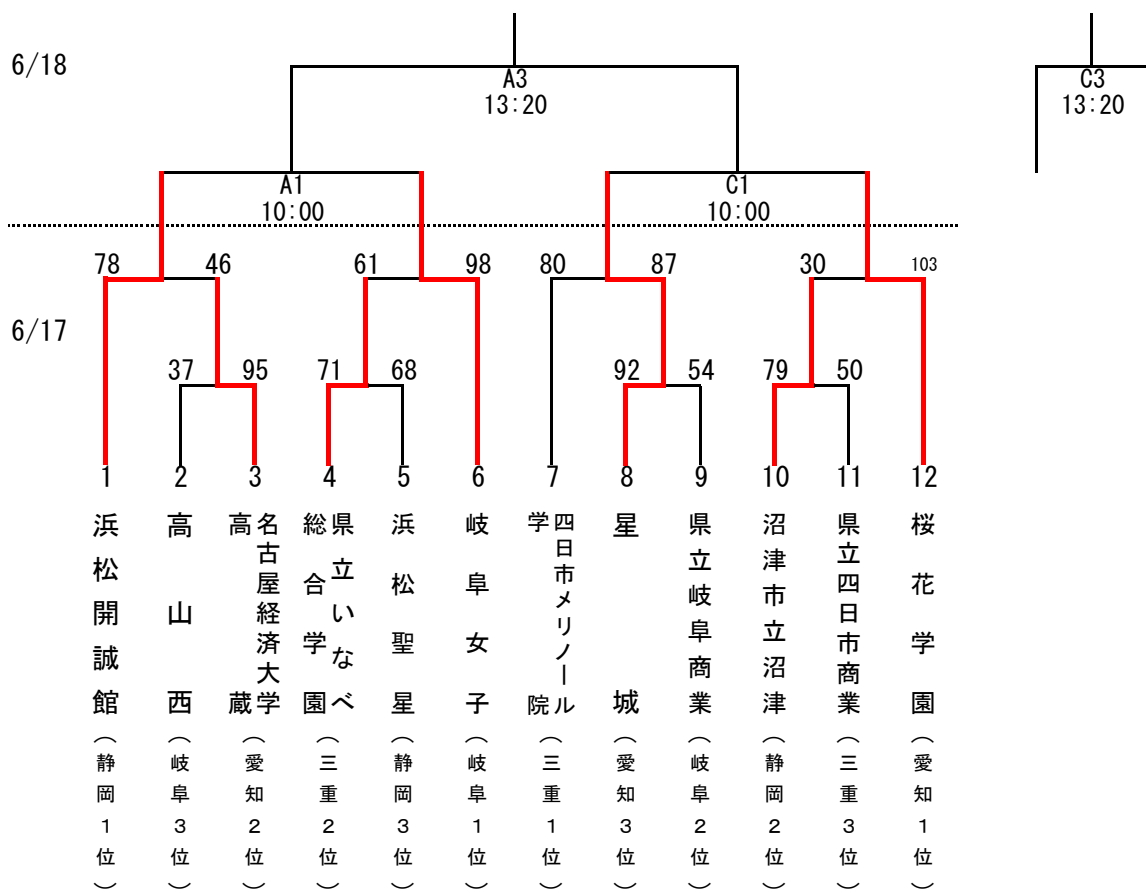 6/18
A3
13:20
C3
13:20
A1
10:00
C1
10:00
78
46
61
98
80
87
30
103
6/17
37
95
71
68
92
54
79
50
1
2
3
4
5
6
7
8
9
10
11
12
浜松開誠館
(静岡1位)
高山西
(岐阜3位)
名古屋経済大学
高蔵
(愛知2位)
県立いなべ
総合学園
(三重2位)
浜松聖星
(静岡3位)
岐阜女子
(岐阜1位)
四日市メリノール
学院
(三重1位)
星城
(愛知3位)
県立岐阜商業
(岐阜2位)
沼津市立沼津
(静岡2位)
県立四日市商業
(三重3位)
桜花学園
(愛知1位)